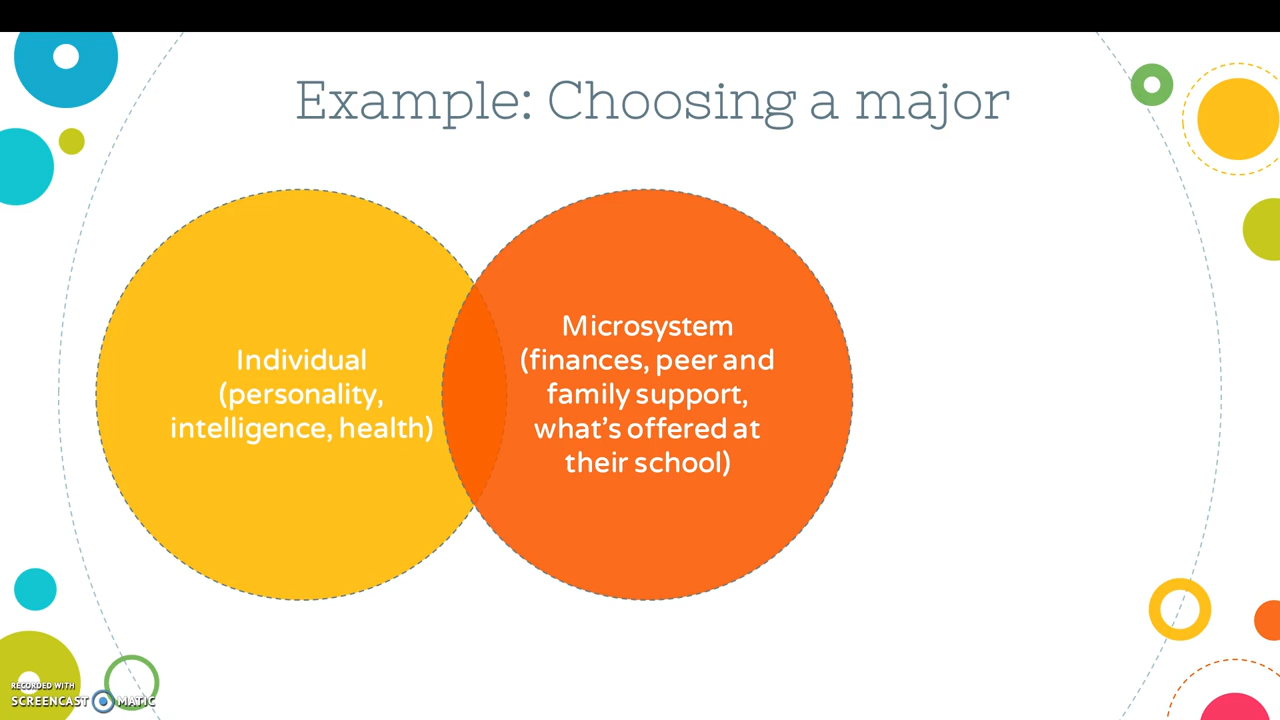 Example: Choosing a major
Individual
(personality,
intelligence, health)
Microsystem
(finances, peer and
family support,
what's offered at
their school)
RECORDED WITH
SCREENCAST MATIC